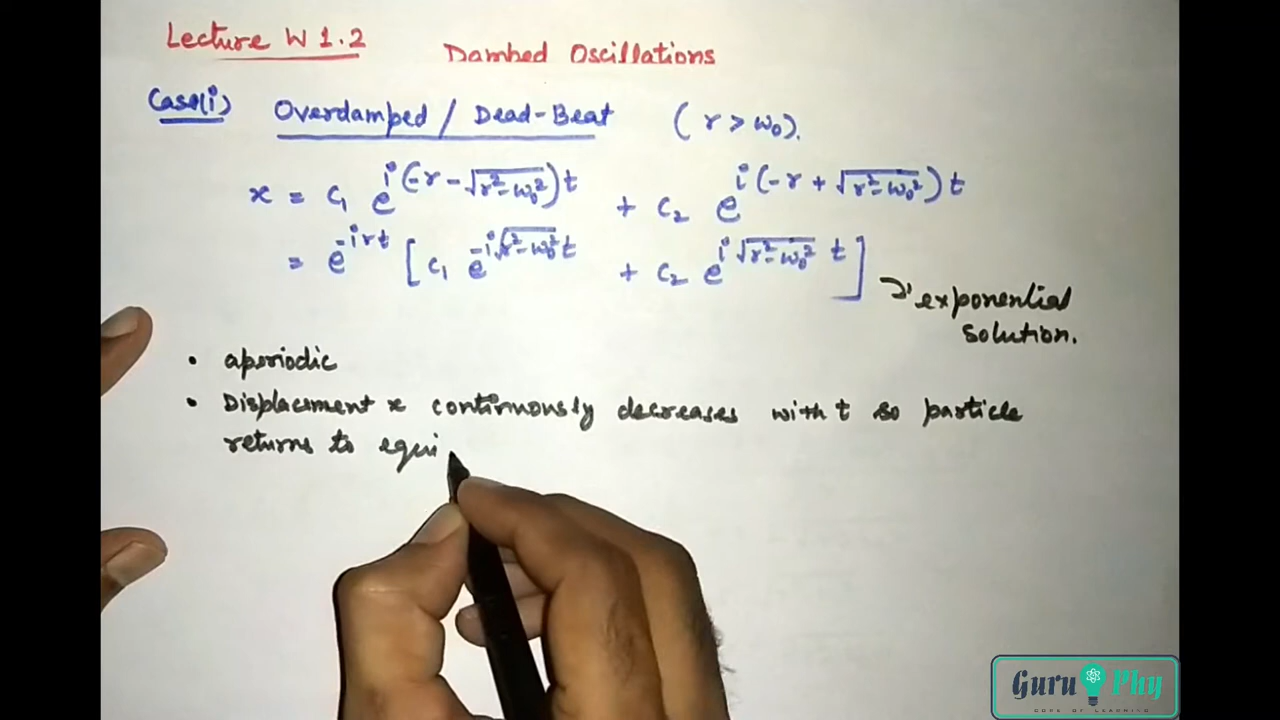 Lecture W 1.2
Dambed Oscillations
Case(i) Overdamped / Dead-Beat (r > ω₀).
x = c₁ e^{i(-r - √(r²-ω₀²))t} + c₂ e^{i(-r + √(r²-ω₀²))t}
= e^{-irt} [ c₁ e^{-i√(r²-ω₀²)t} + c₂ e^{i√(r²-ω₀²) t} ]
→ exponential
solution.
• aperiodic
• Displacement x continuously decreases with t so particle
returns to equi
Guru Phy